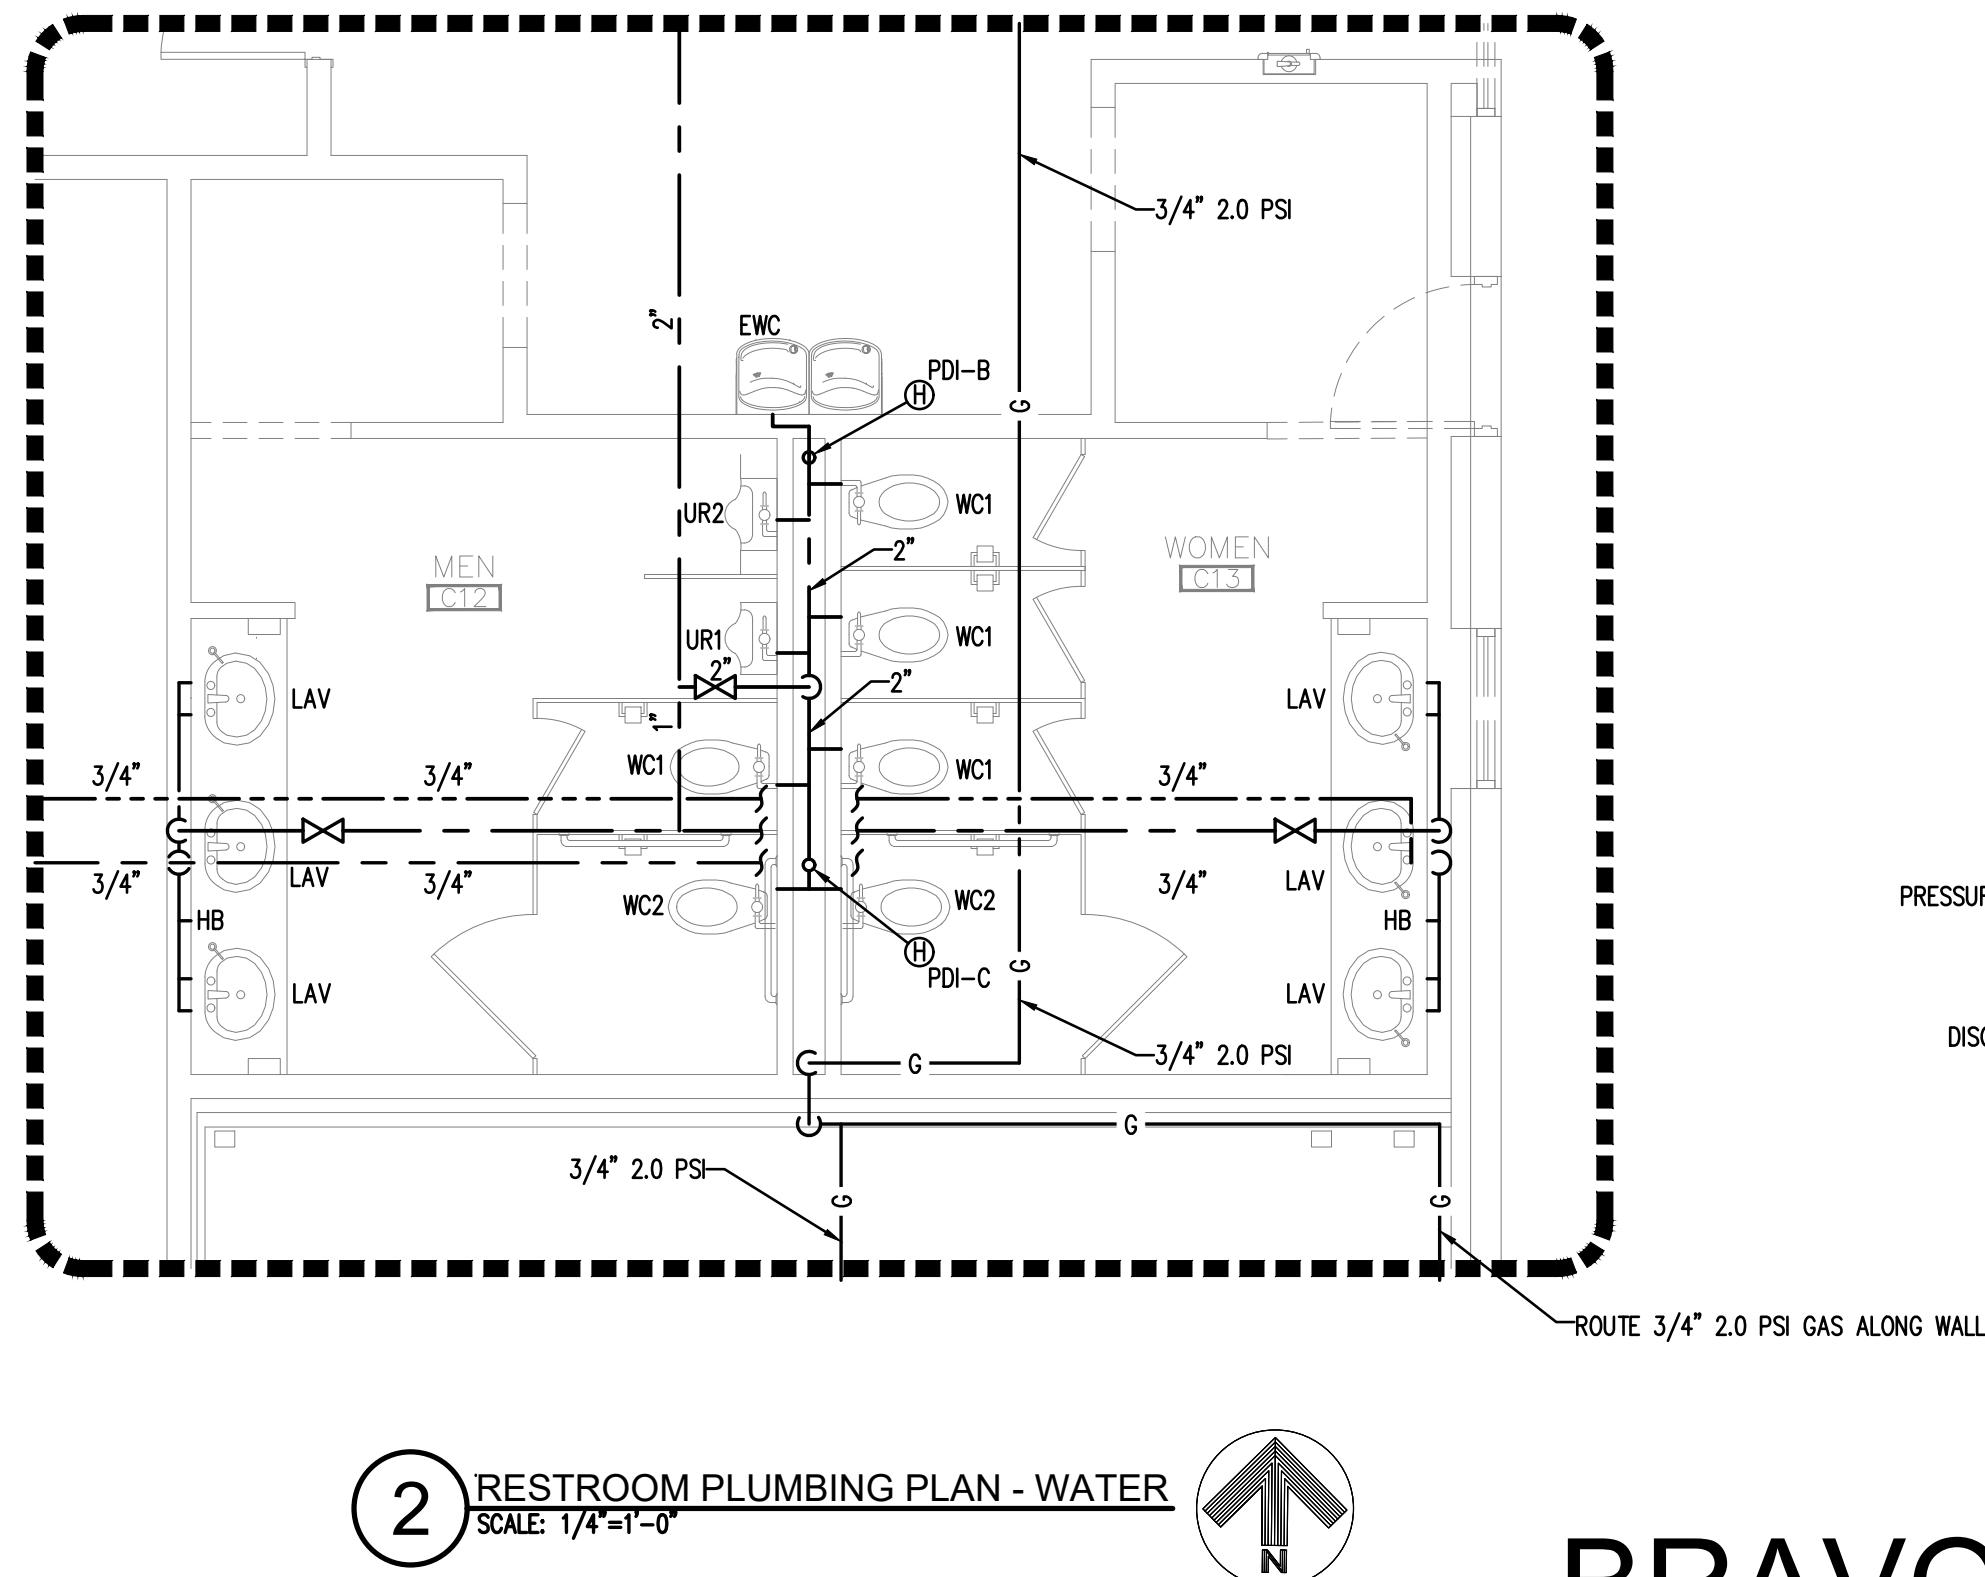 3/4" 2.0 PSI
2"
EWC
PDI-B
H
G
UR2
WC1
2"
MEN
C12
WOMEN
C13
UR1
WC1
2"
2"
LAV
LAV
1"
WC1
WC1
3/4"
3/4"
3/4"
LAV
LAV
3/4"
3/4"
3/4"
PRESSUR
WC2
WC2
HB
HB
H
PDI-C
G
LAV
LAV
DISC
3/4" 2.0 PSI
G
G
3/4" 2.0 PSI
G
G
ROUTE 3/4" 2.0 PSI GAS ALONG WALL
2
RESTROOM PLUMBING PLAN - WATER
SCALE: 1/4"=1'-0"
N
BRAVO